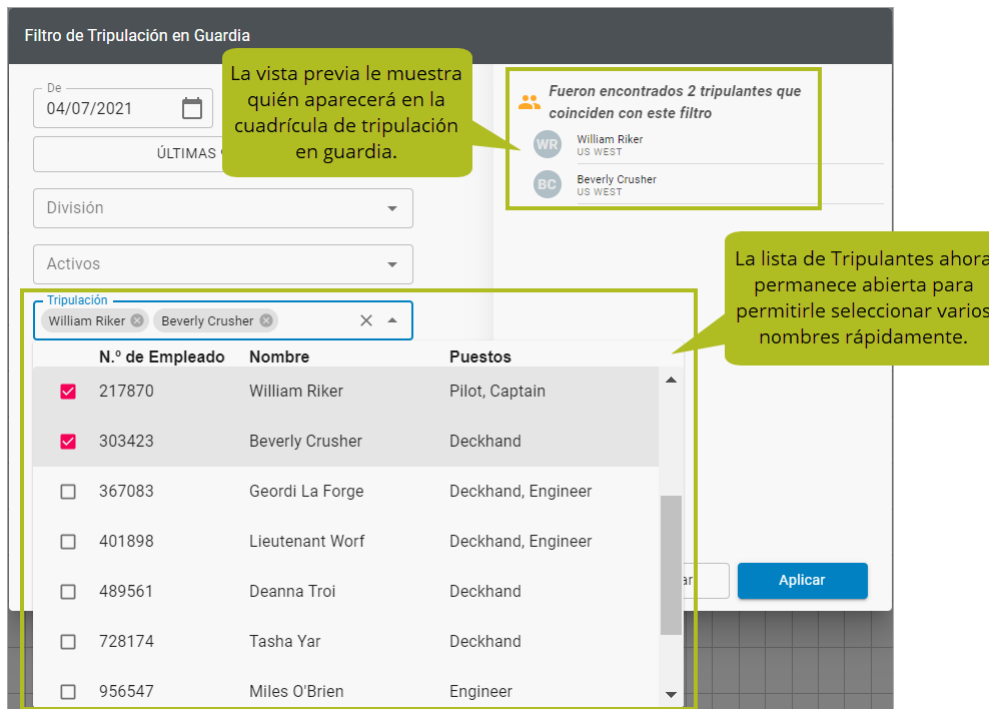 Filtro de Tripulación en Guardia
La vista previa le muestra
quién aparecerá en la
cuadrícula de tripulación
en guardia.
De
04/07/2021
ÚLTIMAS
División
Activos
Tripulación
William Riker Beverly Crusher
N.º de Empleado Nombre Puestos
217870 William Riker Pilot, Captain
303423 Beverly Crusher Deckhand
367083 Geordi La Forge Deckhand, Engineer
401898 Lieutenant Worf Deckhand, Engineer
489561 Deanna Troi Deckhand
728174 Tasha Yar Deckhand
956547 Miles O'Brien Engineer
Fueron encontrados 2 tripulantes que
coinciden con este filtro
WR William Riker
US WEST
BC Beverly Crusher
US WEST
La lista de Tripulantes ahora
permanece abierta para
permitirle seleccionar varios
nombres rápidamente.
ar Aplicar